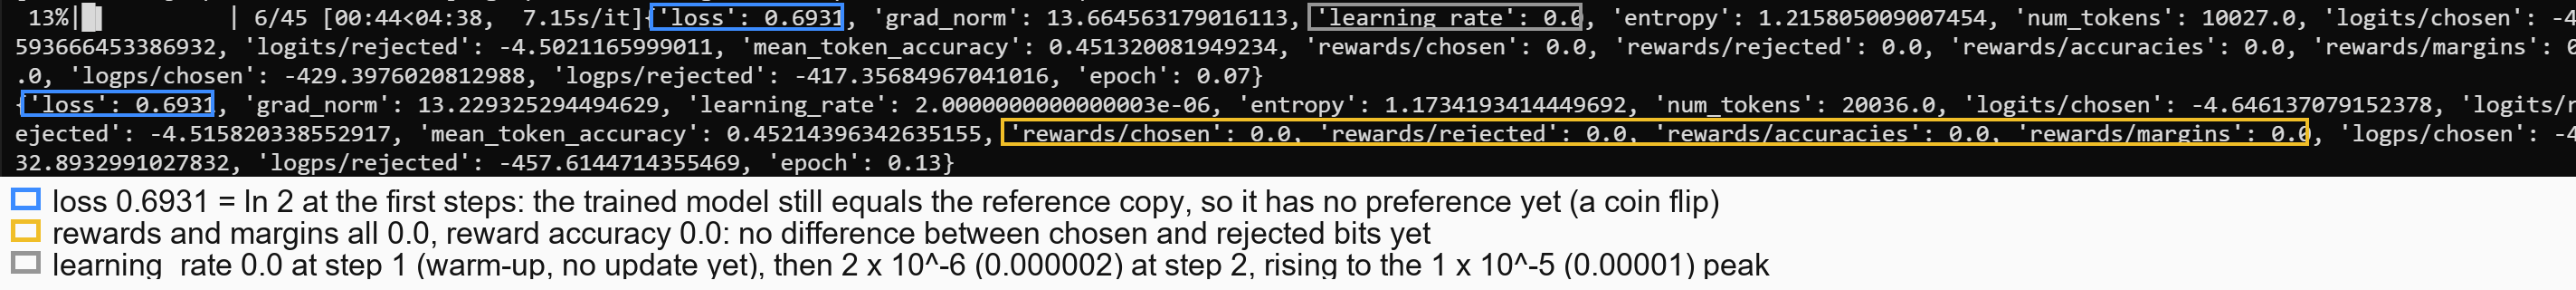 13%| | 6/45 [00:44<04:38, 7.15s/it]{'loss': 0.6931, 'grad_norm': 13.664563179016113, 'learning_rate': 0.0, 'entropy': 1.215805009007454, 'num_tokens': 10027.0, 'logits/chosen': -4
593666453386932, 'logits/rejected': -4.5021165999011, 'mean_token_accuracy': 0.451320081949234, 'rewards/chosen': 0.0, 'rewards/rejected': 0.0, 'rewards/accuracies': 0.0, 'rewards/margins': 0
.0, 'logps/chosen': -429.3976020812988, 'logps/rejected': -417.35684967041016, 'epoch': 0.07}
{'loss': 0.6931, 'grad_norm': 13.229325294494629, 'learning_rate': 2.0000000000000003e-06, 'entropy': 1.1734193414449692, 'num_tokens': 20036.0, 'logits/chosen': -4.646137079152378, 'logits/r
ejected': -4.515820338552917, 'mean_token_accuracy': 0.45214396342635155, 'rewards/chosen': 0.0, 'rewards/rejected': 0.0, 'rewards/accuracies': 0.0, 'rewards/margins': 0.0, 'logps/chosen': -4
32.8932991027832, 'logps/rejected': -457.6144714355469, 'epoch': 0.13}
loss 0.6931 = ln 2 at the first steps: the trained model still equals the reference copy, so it has no preference yet (a coin flip)
rewards and margins all 0.0, reward accuracy 0.0: no difference between chosen and rejected bits yet
learning_rate 0.0 at step 1 (warm-up, no update yet), then 2 x 10^-6 (0.000002) at step 2, rising to the 1 x 10^-5 (0.00001) peak